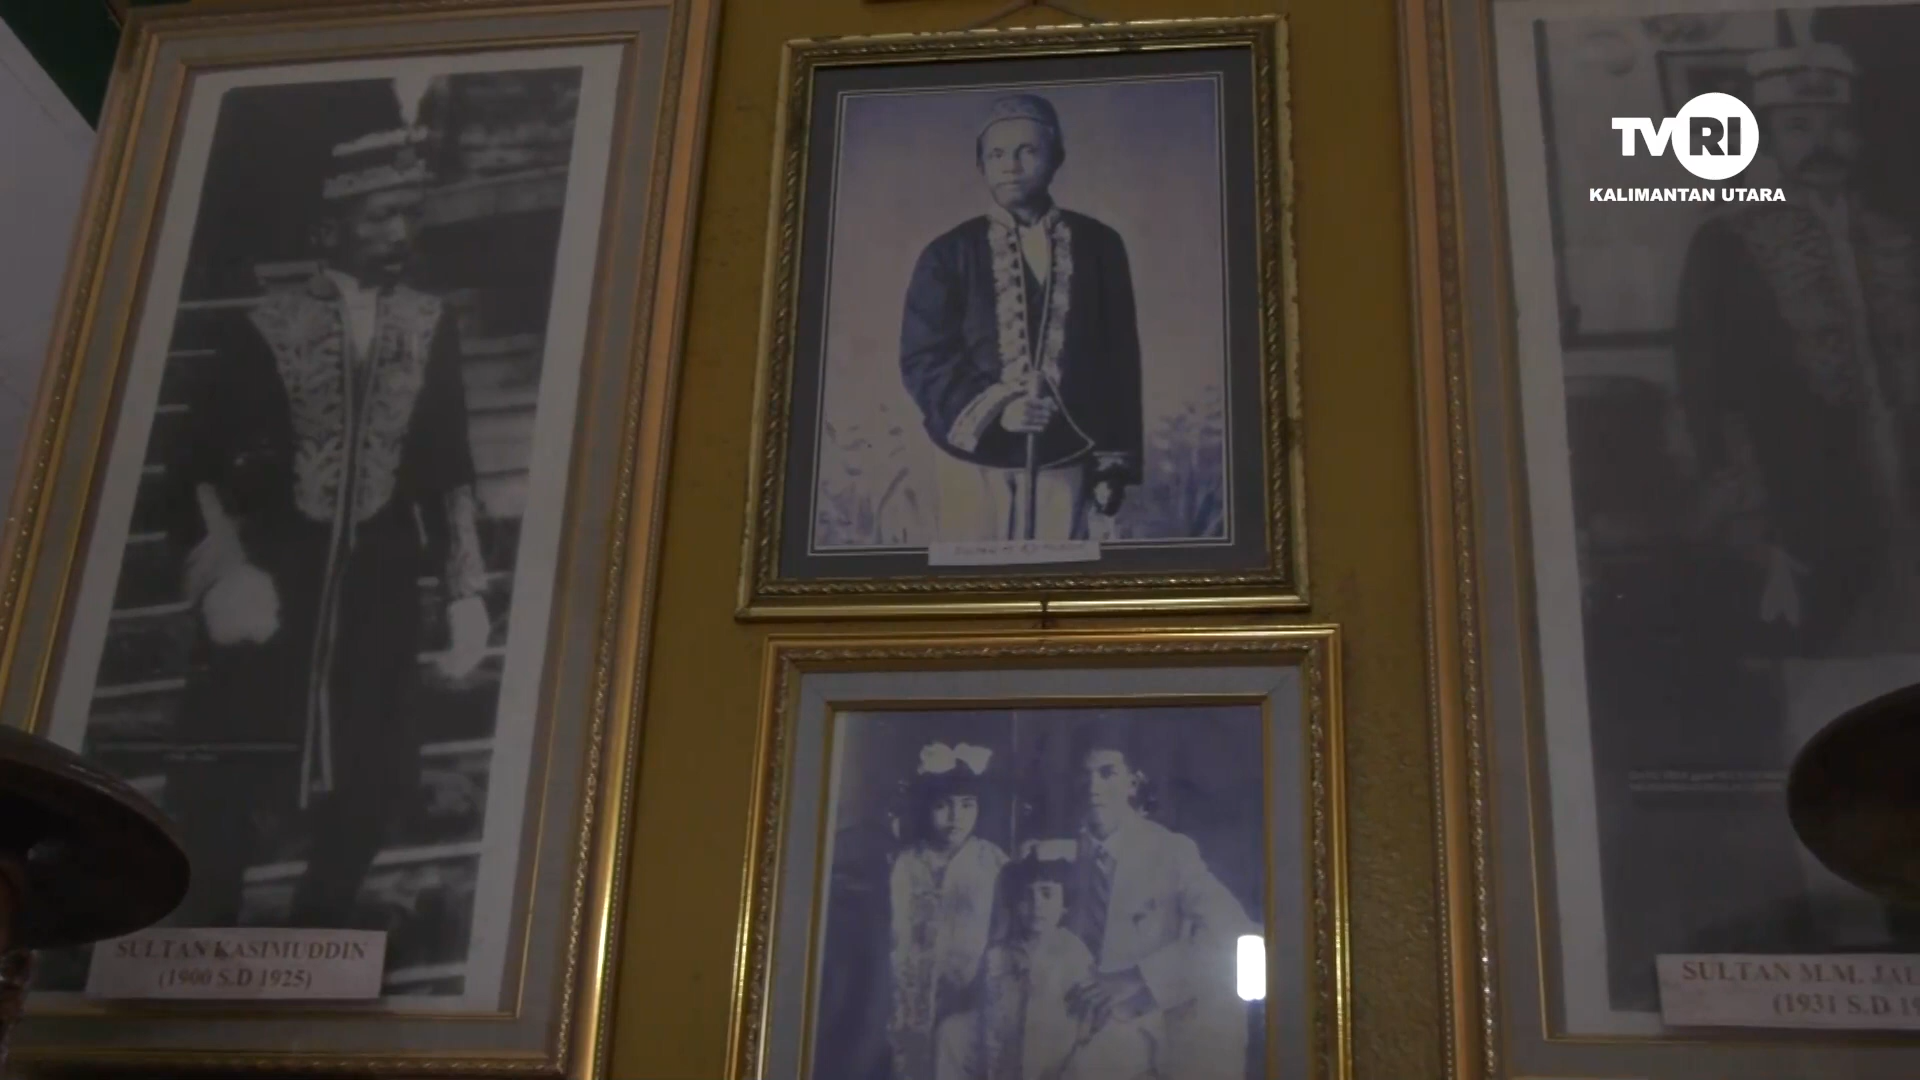 TVRI
KALIMANTAN UTARA
SULTAN KASIMUDDIN
(1900 S.D 1925)
SULTAN M.M. JAL
(1931 S.D 19